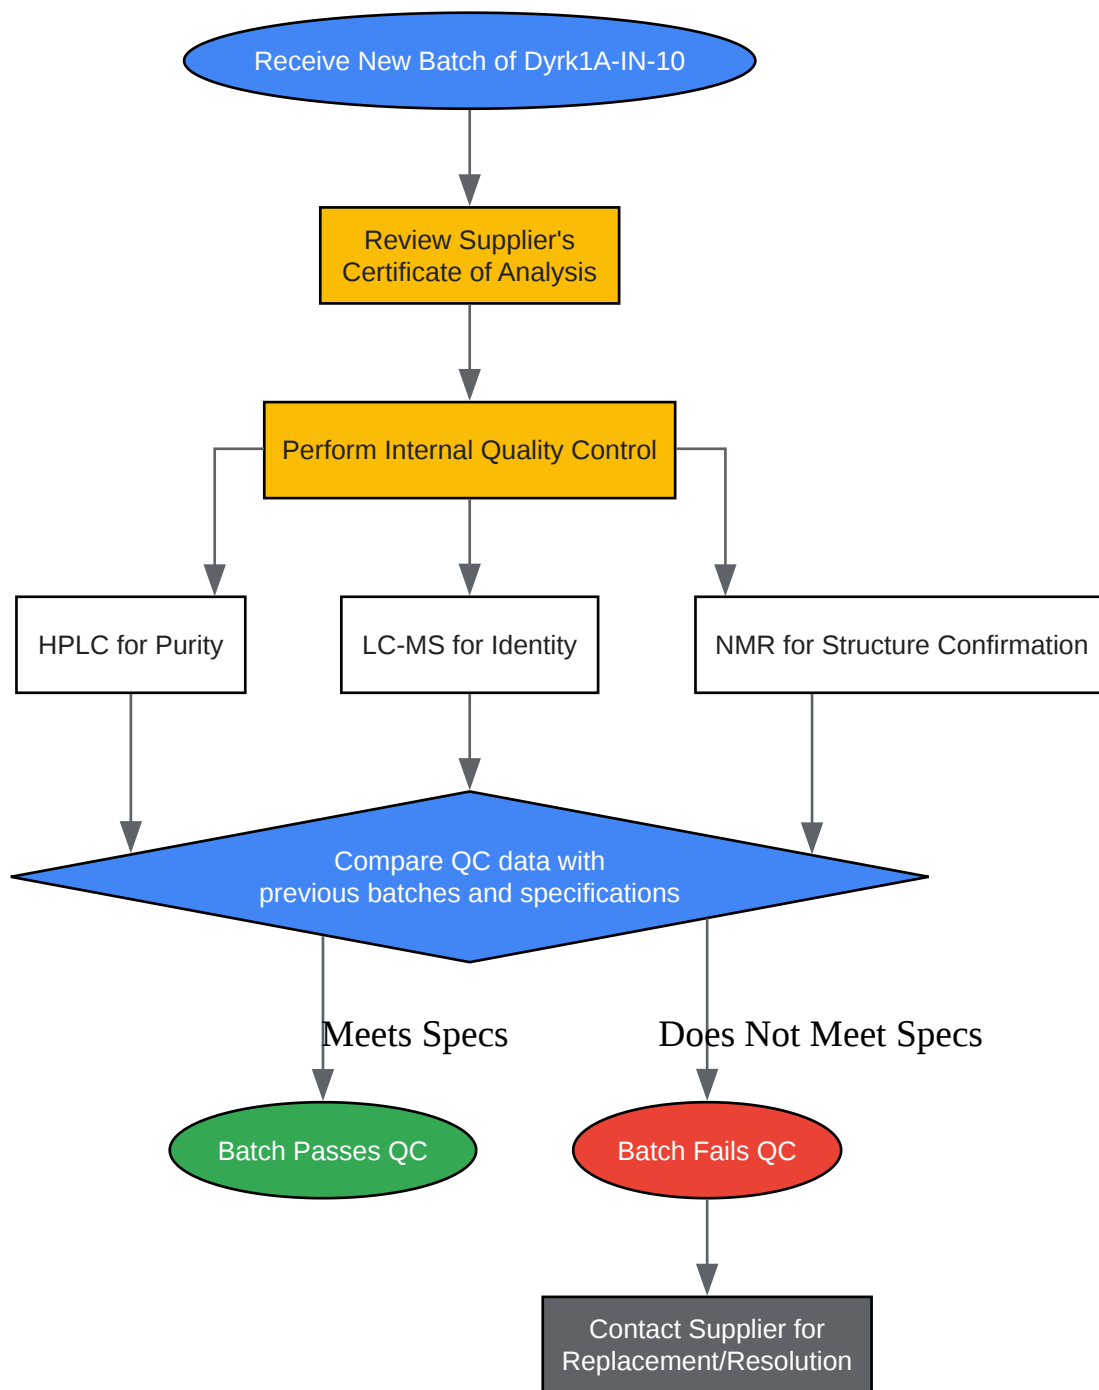 Receive New Batch of Dyrk1A-IN-10
Review Supplier's
Certificate of Analysis
Perform Internal Quality Control
HPLC for Purity
LC-MS for Identity
NMR for Structure Confirmation
Compare QC data with
previous batches and specifications
Meets Specs
Does Not Meet Specs
Batch Passes QC
Batch Fails QC
Contact Supplier for
Replacement/Resolution